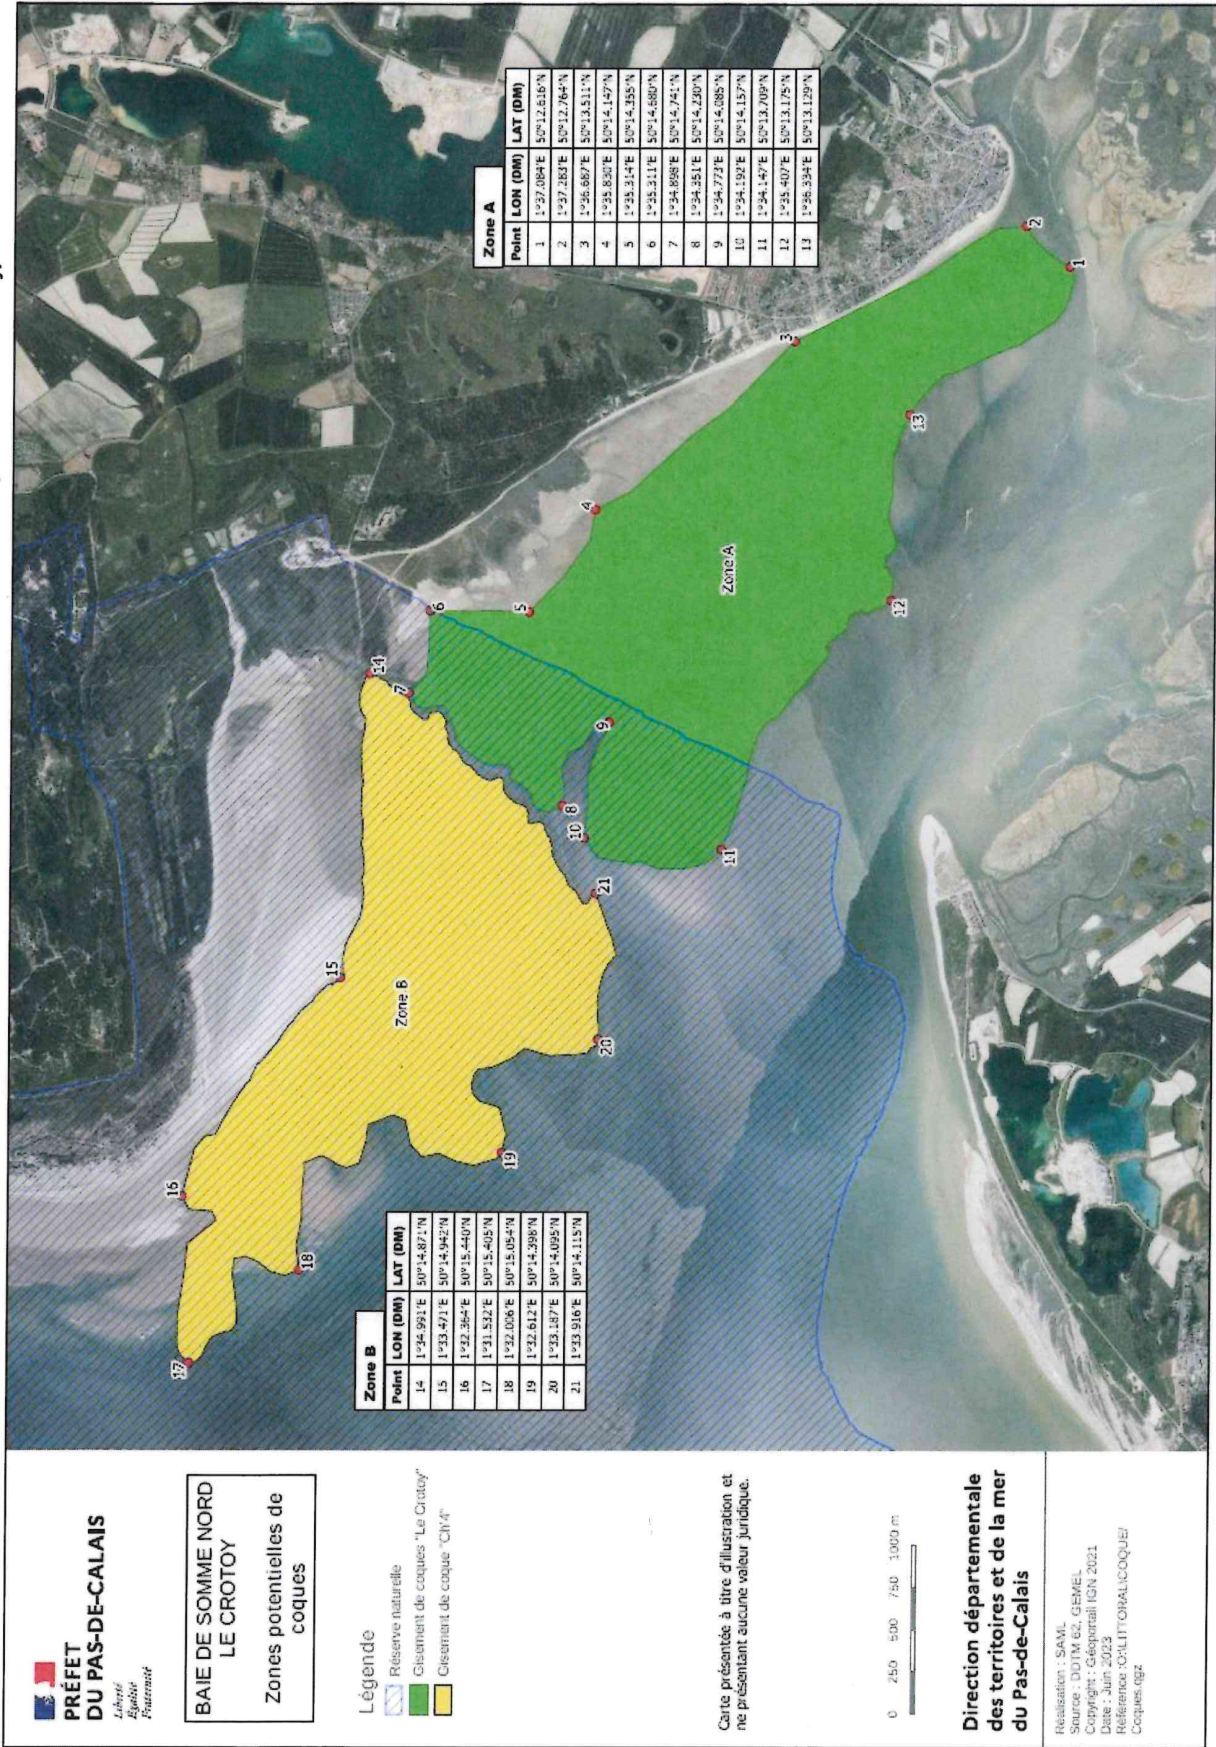 PRÉFET
DU PAS-DE-CALAIS
Liberté
Égalité
Fraternité
BAIE DE SOMME NORD
LE CROTOY
Zones potentielles de
coques
Légende
Réserve naturelle
Gisement de coques "Le Crotoy"
Gisement de coque "Ch'4"
Carte présentée à titre d'illustration et
ne présentant aucune valeur juridique.
0 250 500 750 1000 m
Direction départementale
des territoires et de la mer
du Pas-de-Calais
Réalisation : SAML
Source : DDTM 62, GEMEL
Copyright : Géoportail IGN 2021
Date : Juin 2023
Référence :O:\LITTORAL\COQUE/
Coques.qgz
Zone B
Point LON (DM) LAT (DM)
14 1°34.991'E 50°14.871'N
15 1°33.471'E 50°14.942'N
16 1°32.364'E 50°15.440'N
17 1°31.532'E 50°15.405'N
18 1°32.006'E 50°15.054'N
19 1°32.612'E 50°14.398'N
20 1°33.187'E 50°14.095'N
21 1°33.916'E 50°14.115'N
Zone A
Point LON (DM) LAT (DM)
1 1°37.084'E 50°12.616'N
2 1°37.283'E 50°12.764'N
3 1°36.687'E 50°13.511'N
4 1°35.830'E 50°14.147'N
5 1°35.314'E 50°14.355'N
6 1°35.311'E 50°14.680'N
7 1°34.898'E 50°14.741'N
8 1°34.351'E 50°14.230'N
9 1°34.773'E 50°14.085'N
10 1°34.192'E 50°14.157'N
11 1°34.147'E 50°13.709'N
12 1°35.407'E 50°13.175'N
13 1°36.334'E 50°13.129'N
17
16
18
15
Zone B
19
20
21
14
7
6
10
8
9
5
4
11
Zone A
3
12
13
2
1